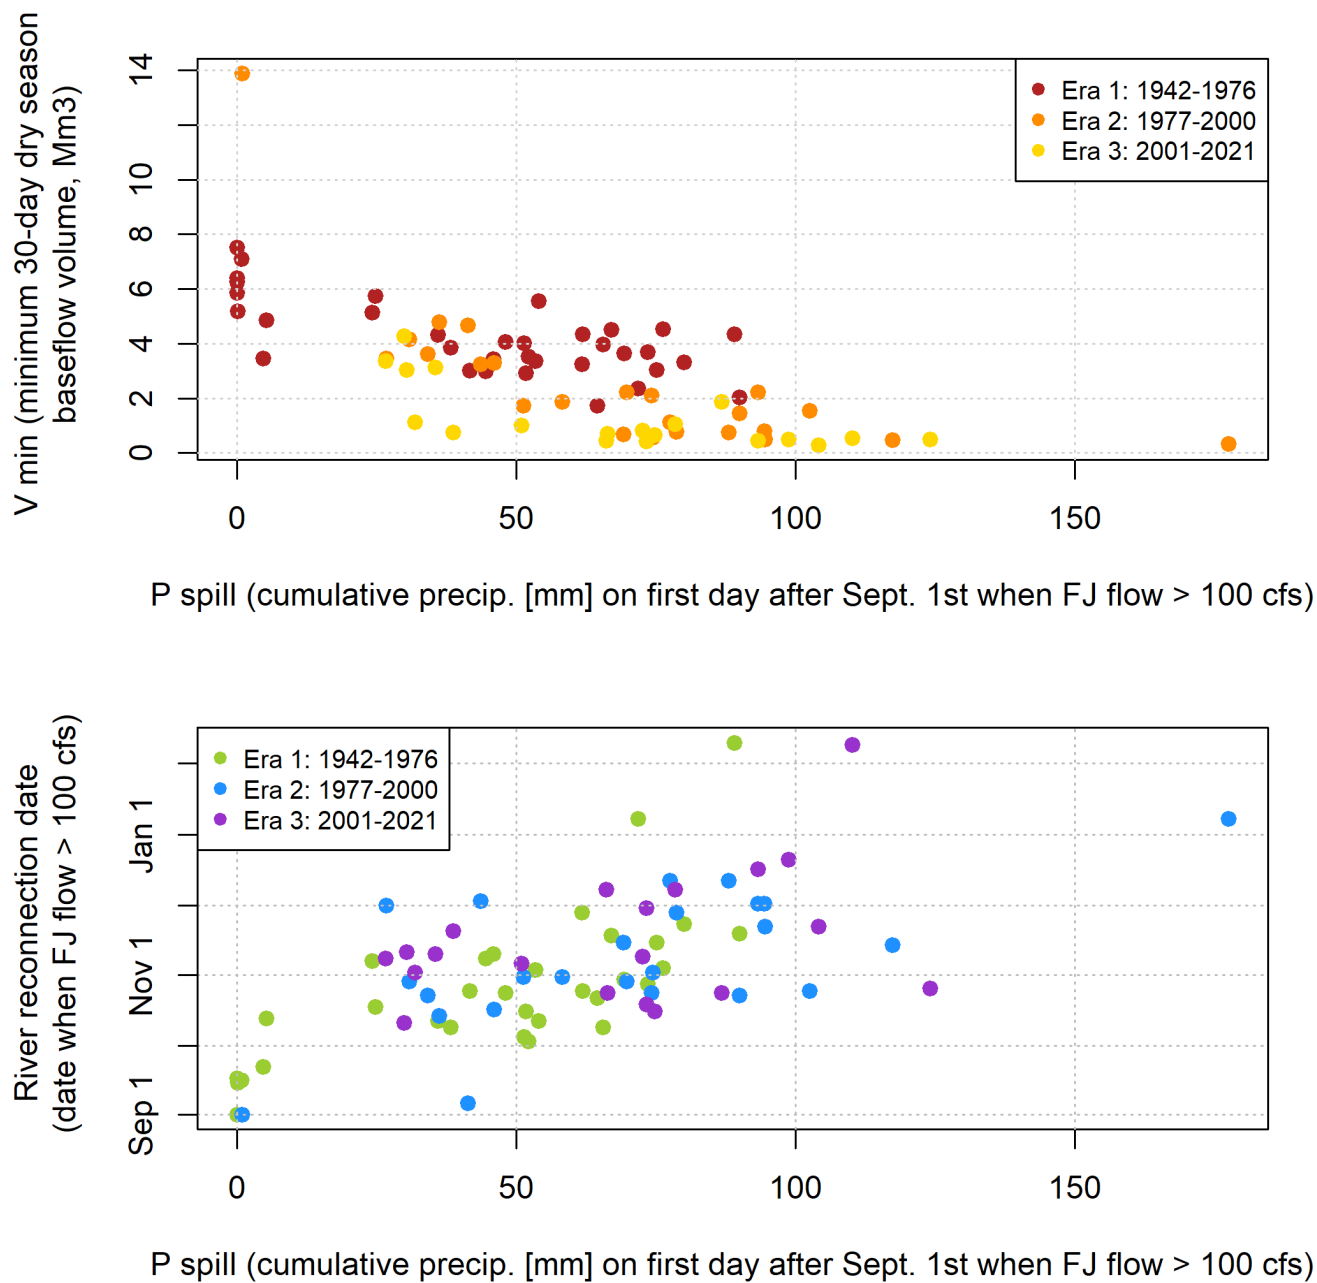 V min (minimum 30-day dry season
baseflow volume, Mm3)
14
10
8
6
4
2
0
Era 1: 1942-1976
Era 2: 1977-2000
Era 3: 2001-2021
0 50 100 150
P spill (cumulative precip. [mm] on first day after Sept. 1st when FJ flow > 100 cfs)
River reconnection date
(date when FJ flow > 100 cfs)
Jan 1
Nov 1
Sep 1
Era 1: 1942-1976
Era 2: 1977-2000
Era 3: 2001-2021
0 50 100 150
P spill (cumulative precip. [mm] on first day after Sept. 1st when FJ flow > 100 cfs)